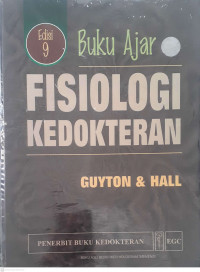 Edisi
9
Buku Ajar
FISIOLOGI
KEDOKTERAN
GUYTON & HALL
PENERBIT BUKU KEDOKTERAN
EGC